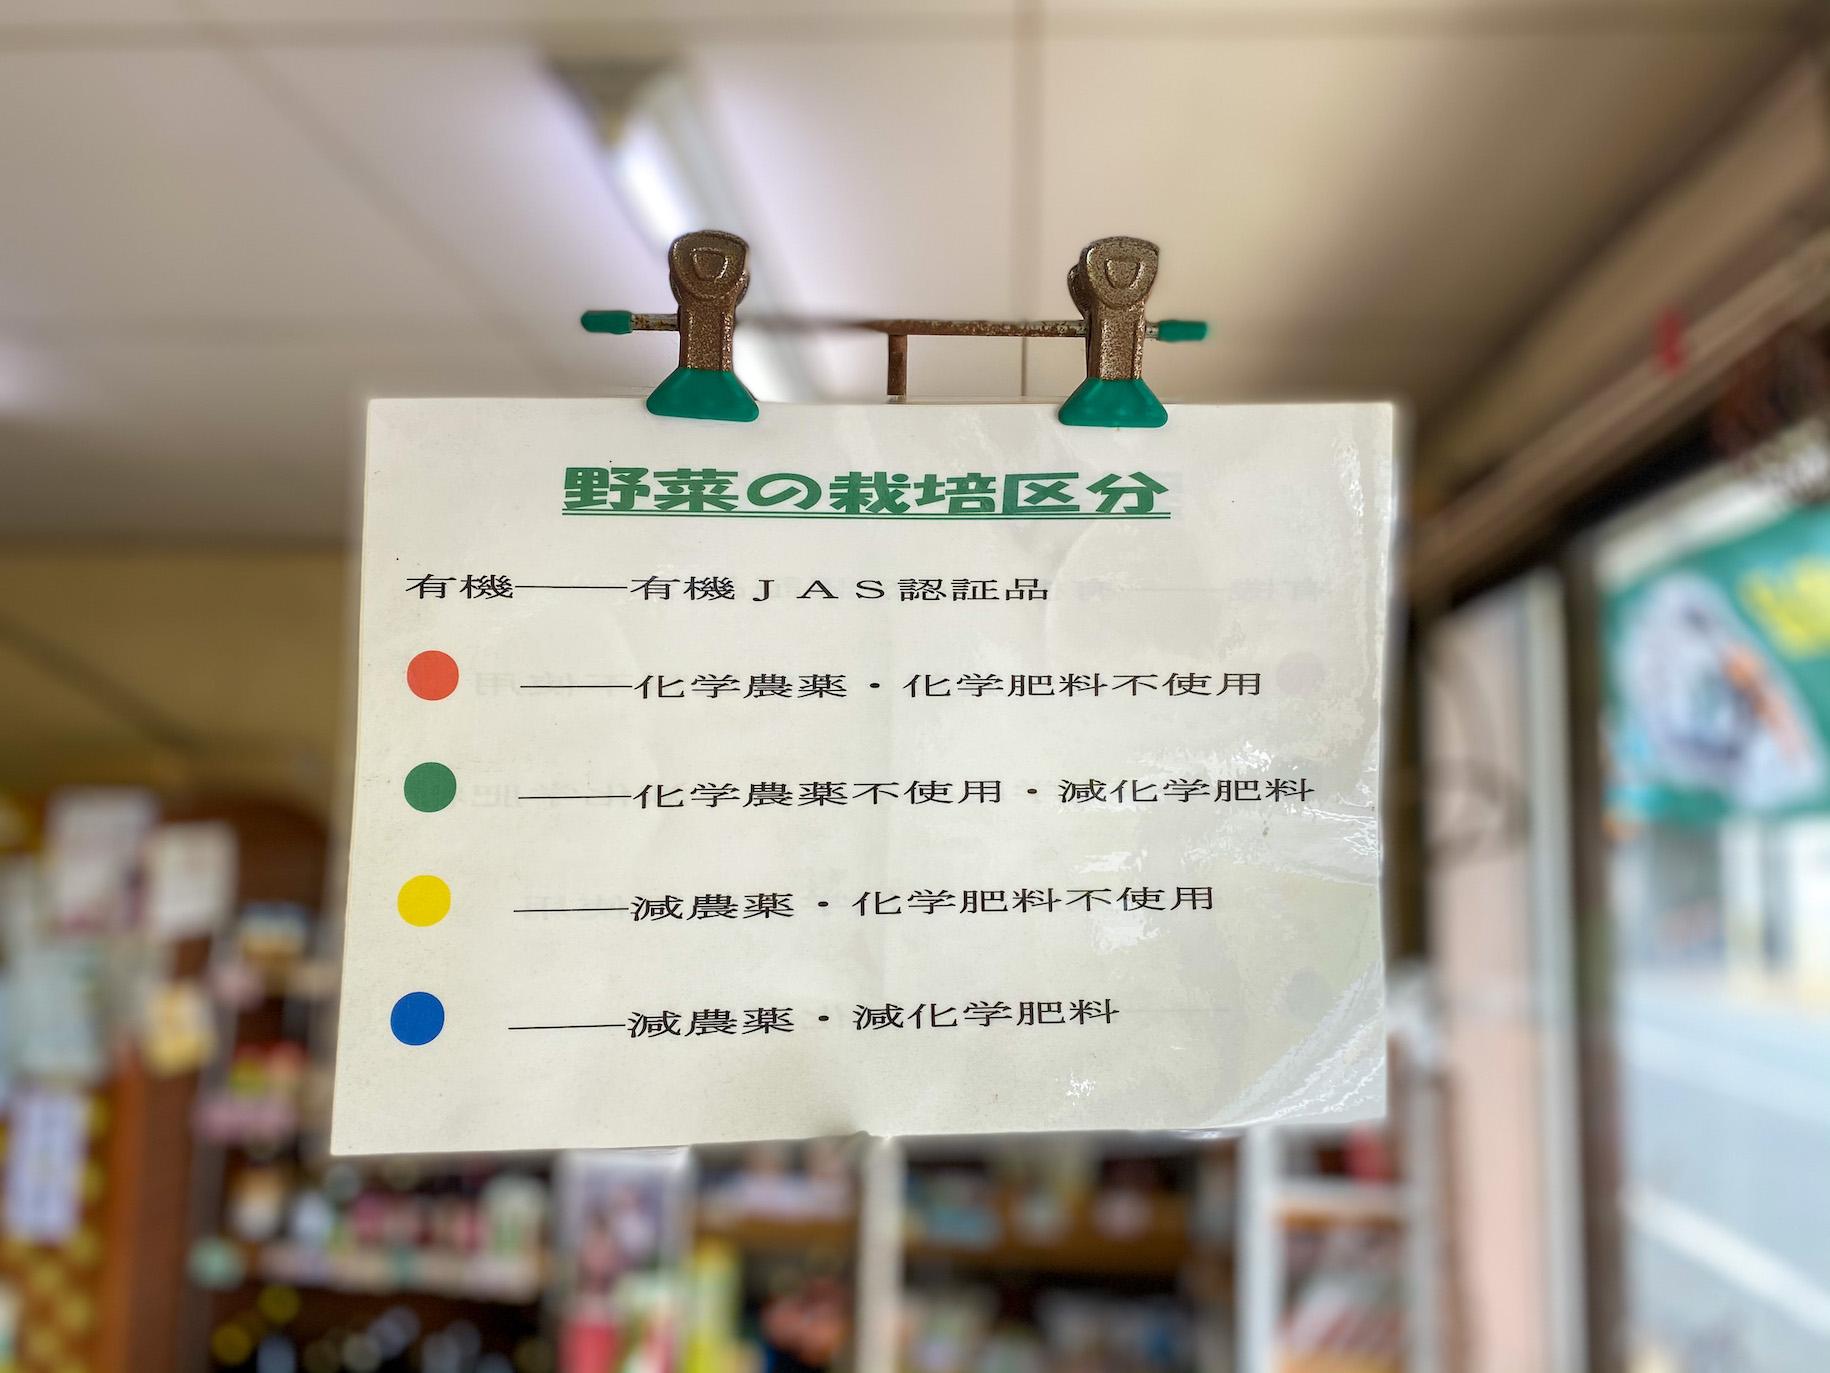 野菜の栽培区分
有機――有機ＪＡＳ認証品
――化学農薬・化学肥料不使用
――化学農薬不使用・減化学肥料
――減農薬・化学肥料不使用
――減農薬・減化学肥料